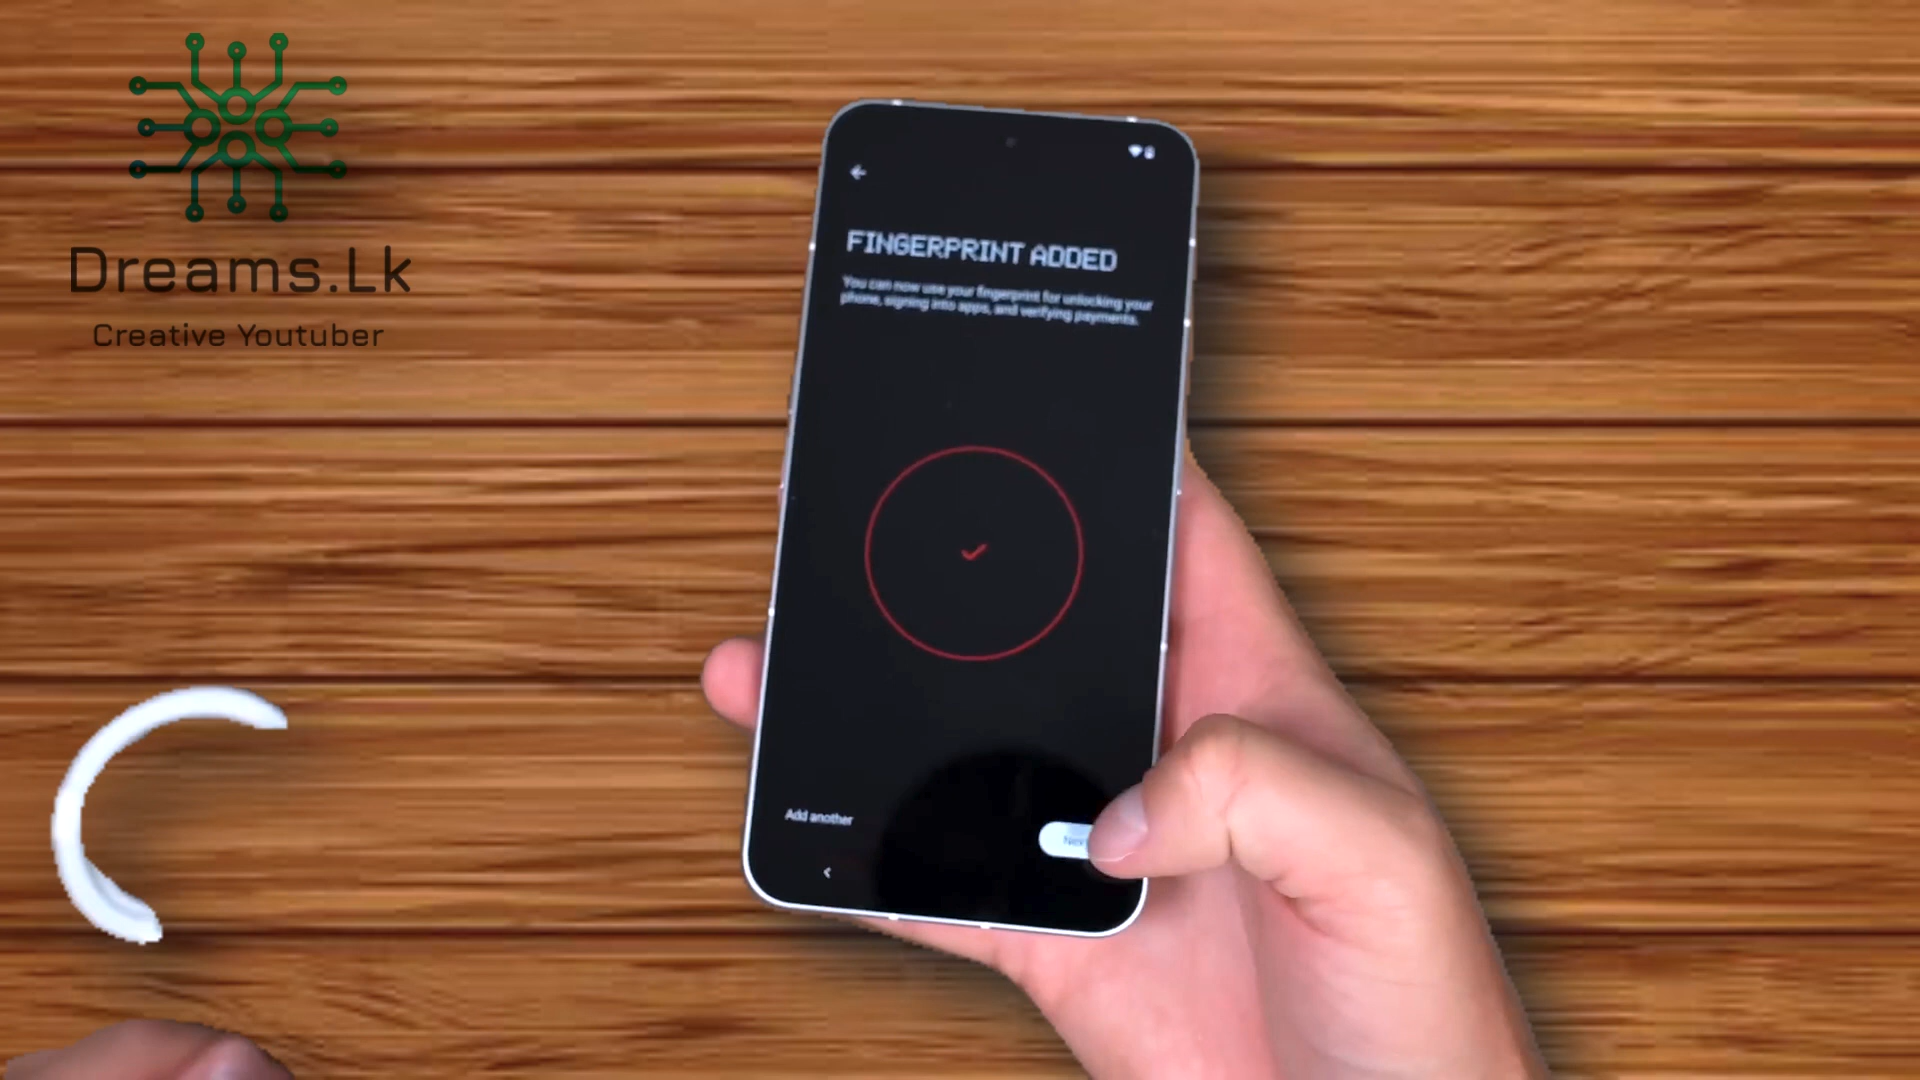 Dreams.Lk
Creative Youtuber
FINGERPRINT ADDED
You can now use your fingerprint for unlocking your
phone, signing into apps, and verifying payments.
Add another